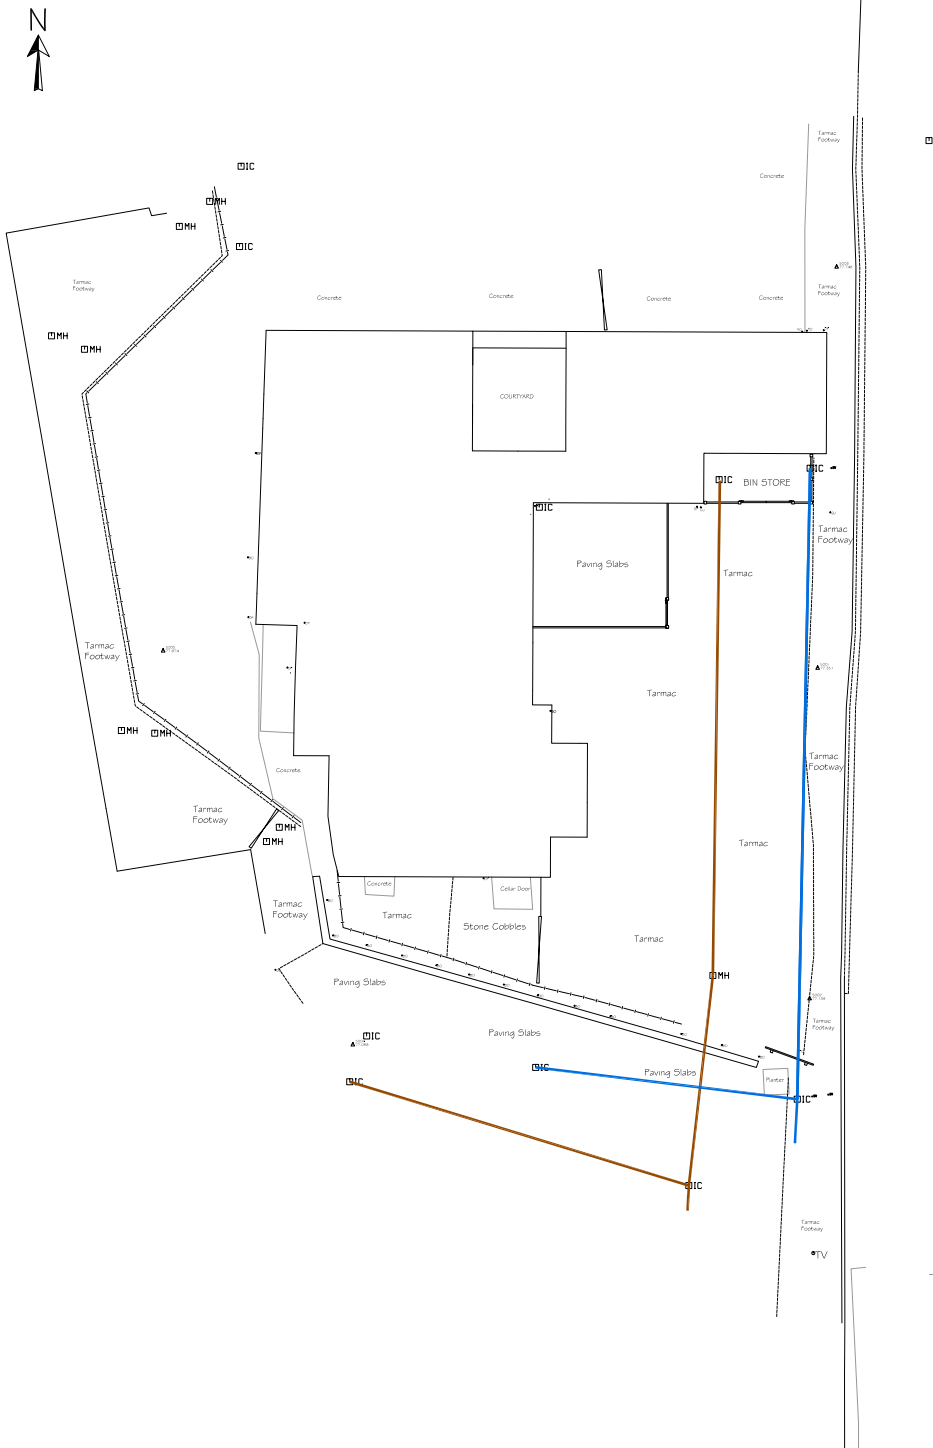 N
Tarmac
Footway
IC
Concrete
MH
MH
IC
Tarmac
Footway
Tarmac
Footway
Concrete
Concrete
Concrete
Concrete
MH
MH
COURTYARD
IC
IC
BIN STORE
IC
Tarmac
Footway
Paving Slabs
Tarmac
Tarmac
Footway
Tarmac
MH
MH
Tarmac
Footway
Concrete
Tarmac
Footway
MH
MH
Tarmac
Concrete
Cellar Door
Tarmac
Footway
Tarmac
Stone Cobbles
Tarmac
MH
Paving Slabs
Tarmac
Footway
IC
Paving Slabs
IC
Paving Slabs
IC
Planter
IC
IC
Tarmac
Footway
TV